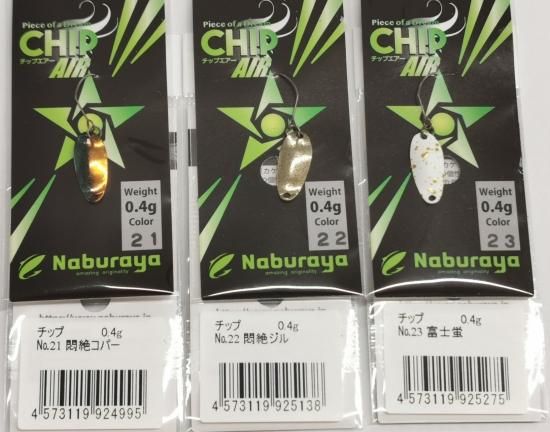 Piece of a Dream
CHIP
チップエアー
AIR
Weight
0.4g
Color
21
Naburaya
amazing originality
チップ 0.4g
No.21 悶絶コパー
4 573119 924995
Piece of a Dream
CHIP
チップエアー
AIR
Weight
0.4g
Color
22
Naburaya
amazing originality
チップ 0.4g
No.22 悶絶ジル
4 573119 925138
Piece of a Dream
CHIP
チップエアー
AIR
Weight
0.4g
Color
23
Naburaya
amazing originality
チップ 0.4g
No.23 富士蛍
4 573119 925275